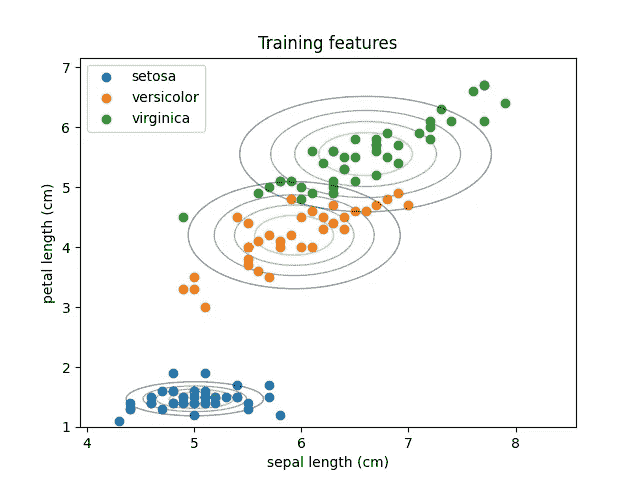 Training features
setosa
versicolor
virginica
petal length (cm)
7
6
5
4
3
2
1
4
5
6
7
8
sepal length (cm)